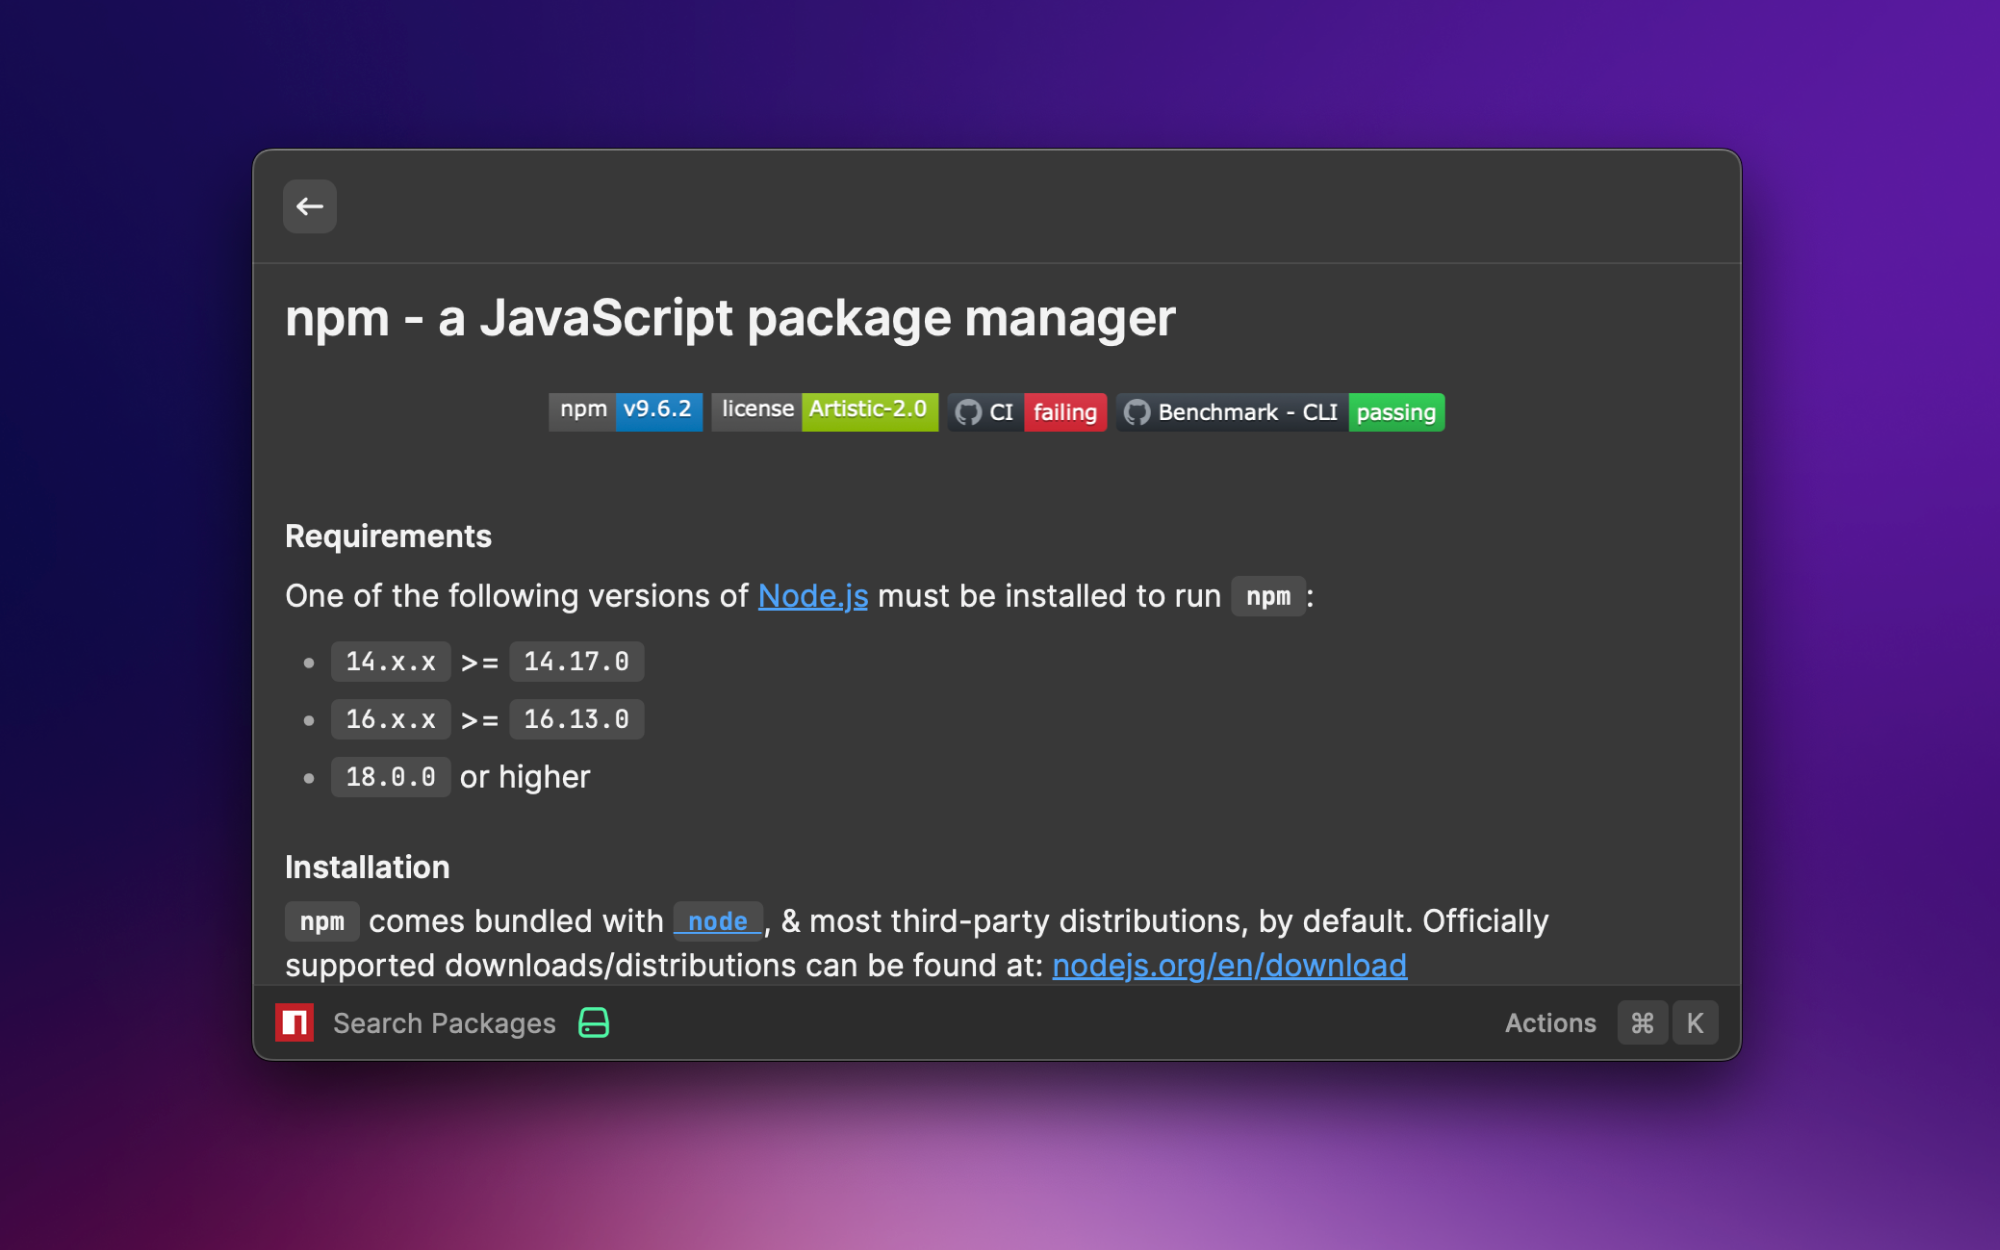 npm - a JavaScript package manager
npm v9.6.2 license Artistic-2.0 CI failing Benchmark - CLI passing
Requirements
One of the following versions of Node.js must be installed to run npm:
• 14.x.x >= 14.17.0
• 16.x.x >= 16.13.0
• 18.0.0 or higher
Installation
npm comes bundled with node, & most third-party distributions, by default. Officially
supported downloads/distributions can be found at: nodejs.org/en/download
Search Packages Actions ⌘ K